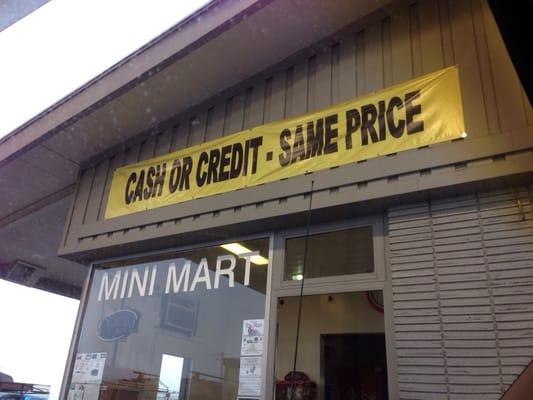 CASH OR CREDIT - SAME PRICE
MINI MART